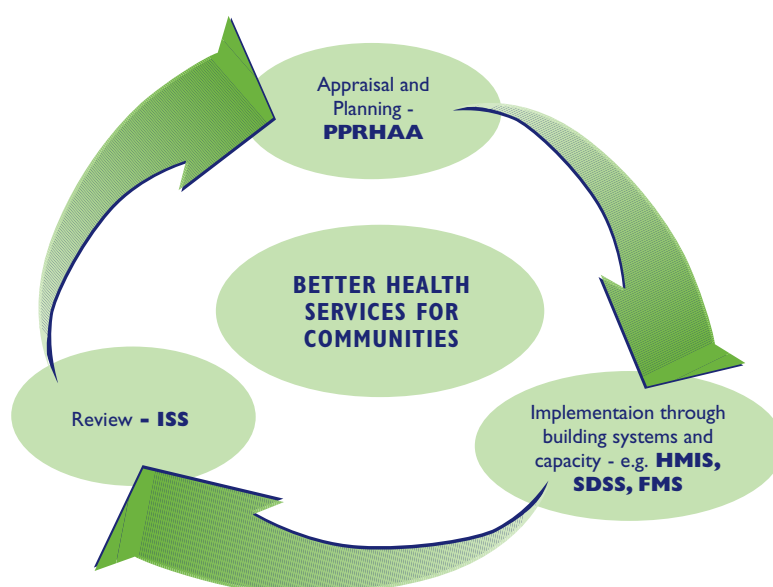 Appraisal and
Planning -
PPRHAA
BETTER HEALTH
SERVICES FOR
COMMUNITIES
Review - ISS
Implementaion through
building systems and
capacity - e.g. HMIS,
SDSS, FMS